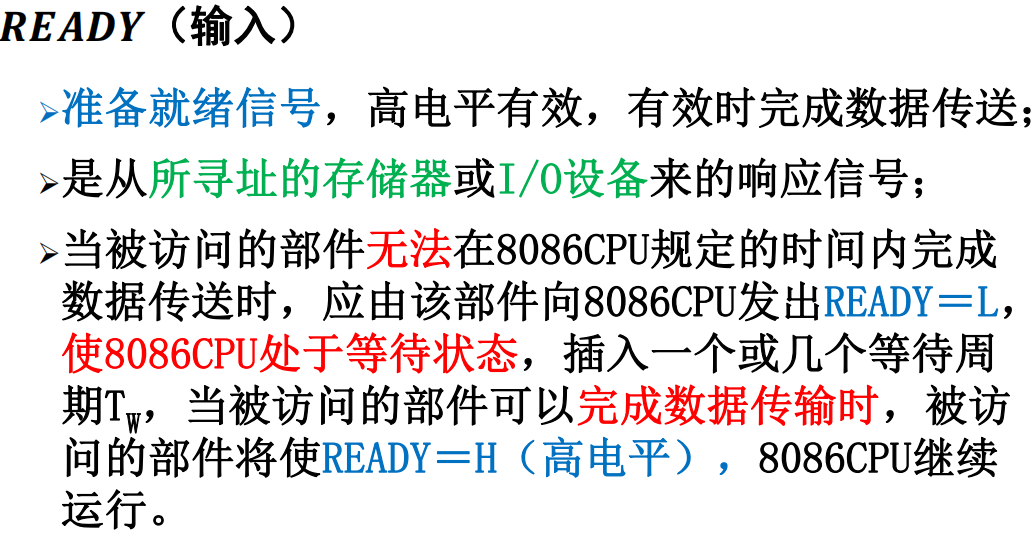 READY（输入）
➢准备就绪信号，高电平有效，有效时完成数据传送；
➢是从所寻址的存储器或I/O设备来的响应信号；
➢当被访问的部件无法在8086CPU规定的时间内完成
数据传送时，应由该部件向8086CPU发出READY＝L，
使8086CPU处于等待状态，插入一个或几个等待周
期TW，当被访问的部件可以完成数据传输时，被访
问的部件将使READY＝H（高电平），8086CPU继续
运行。